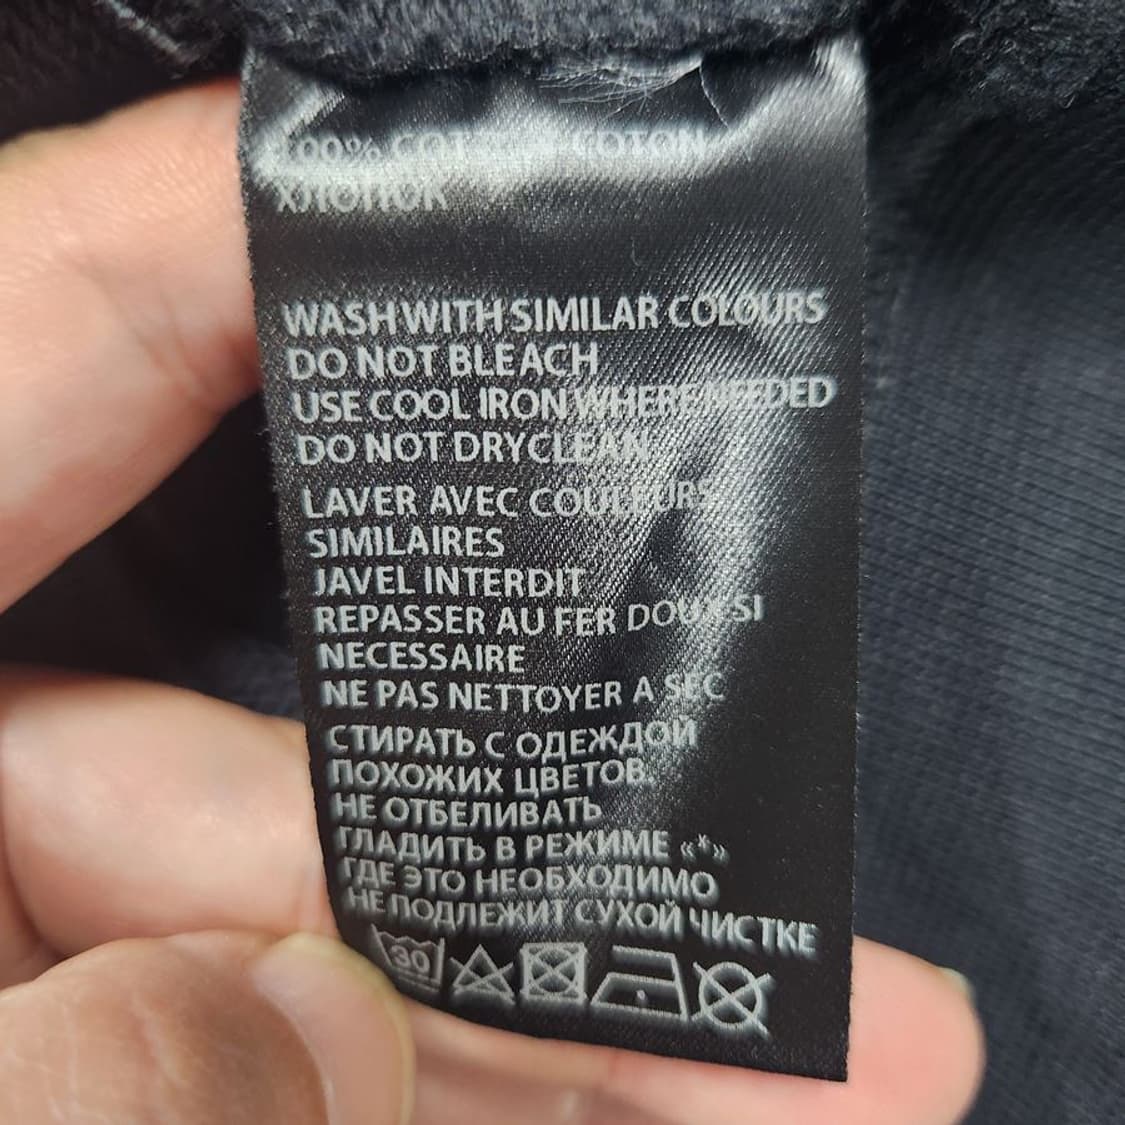 100% COTTON COTON
ХЛОПОК
WASH WITH SIMILAR COLOURS
DO NOT BLEACH
USE COOL IRON WHERE NEEDED
DO NOT DRYCLEAN
LAVER AVEC COULEURS
SIMILAIRES
JAVEL INTERDIT
REPASSER AU FER DOUX SI
NECESSAIRE
NE PAS NETTOYER A SEC
СТИРАТЬ С ОДЕЖДОЙ
ПОХОЖИХ ЦВЕТОВ.
НЕ ОТБЕЛИВАТЬ
ГЛАДИТЬ В РЕЖИМЕ «*»
ГДЕ ЭТО НЕОБХОДИМО
НЕ ПОДЛЕЖИТ СУХОЙ ЧИСТКЕ
30